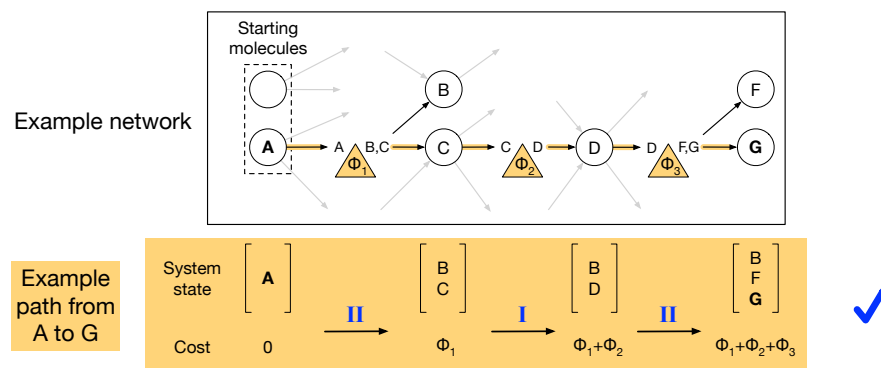 Starting
molecules
B
F
Example network
A
A
B,C
Φ1
C
C
D
Φ2
D
D
F,G
Φ3
G
Example
path from
A to G
System
state
A
B
C
B
D
B
F
G
II
I
II
Cost
0
Φ1
Φ1+Φ2
Φ1+Φ2+Φ3